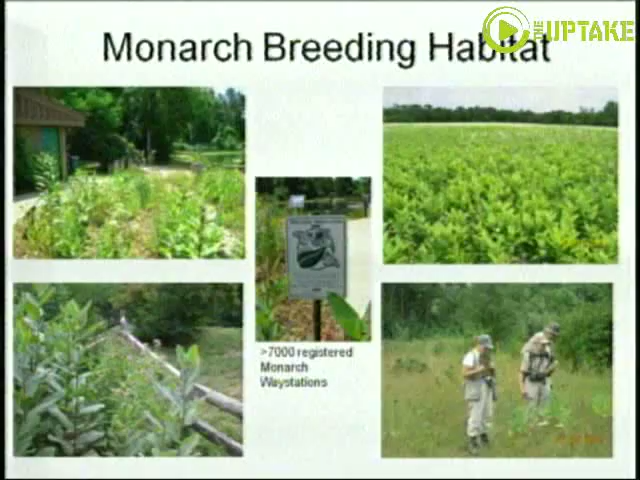 THE UPTAKE
Monarch Breeding Habitat
>7000 registered
Monarch
Waystations